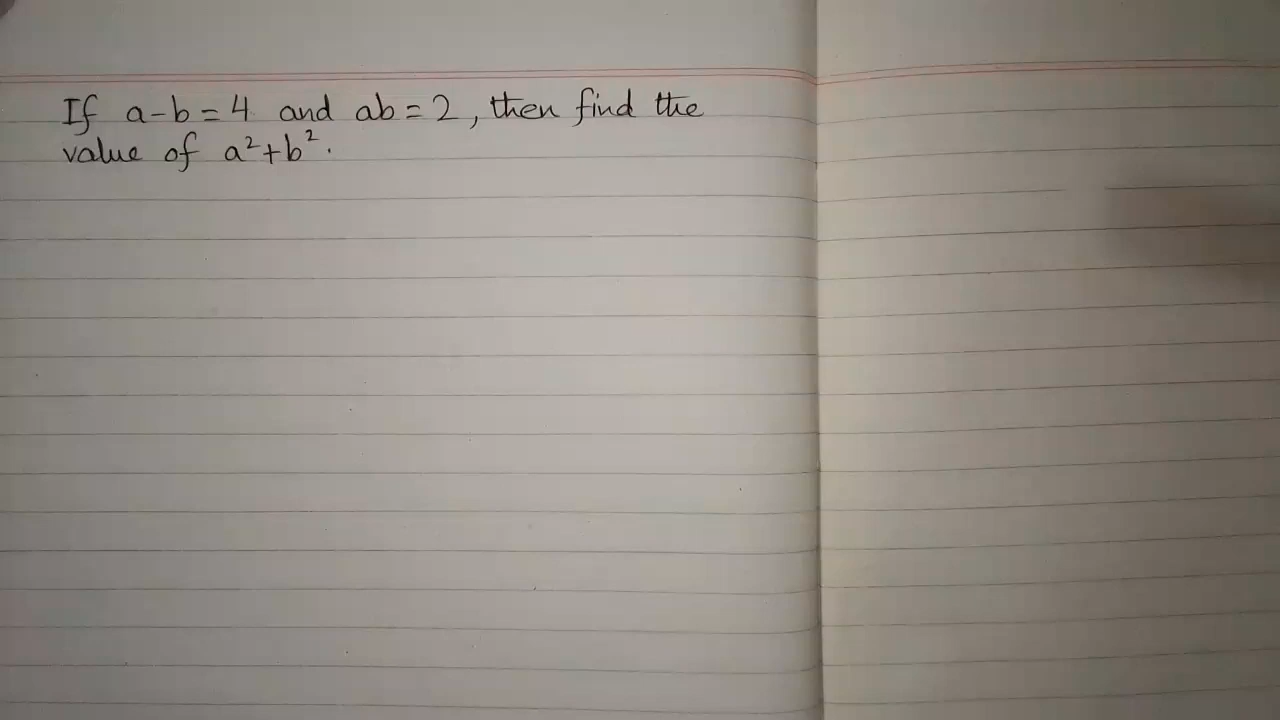 If a-b=4 and ab=2, then find the
value of a²+b².